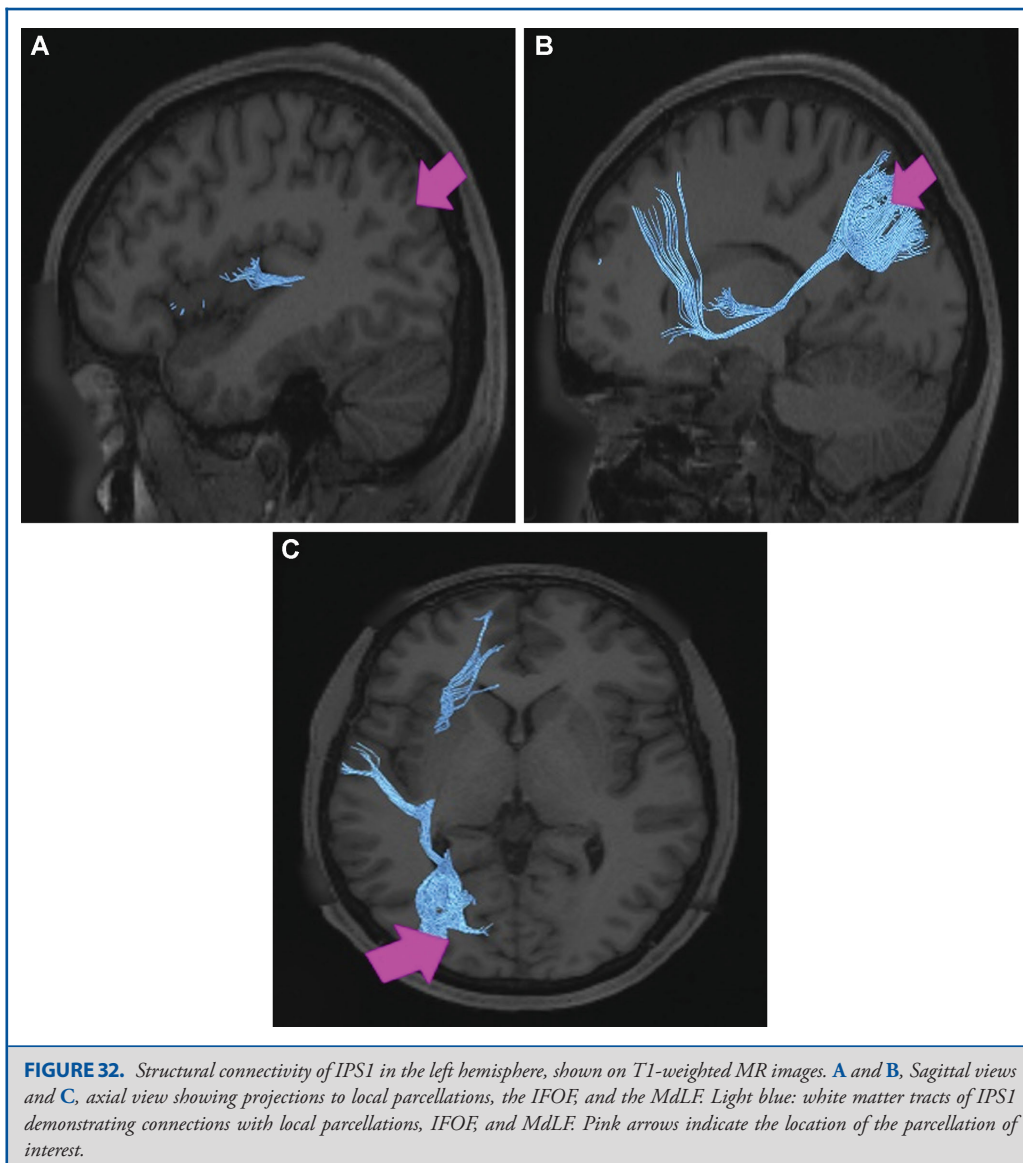 A
B
C
FIGURE 32. Structural connectivity of IPS1 in the left hemisphere, shown on T1-weighted MR images. A and B, Sagittal views
and C, axial view showing projections to local parcellations, the IFOF, and the MdLF. Light blue: white matter tracts of IPS1
demonstrating connections with local parcellations, IFOF, and MdLF. Pink arrows indicate the location of the parcellation of
interest.